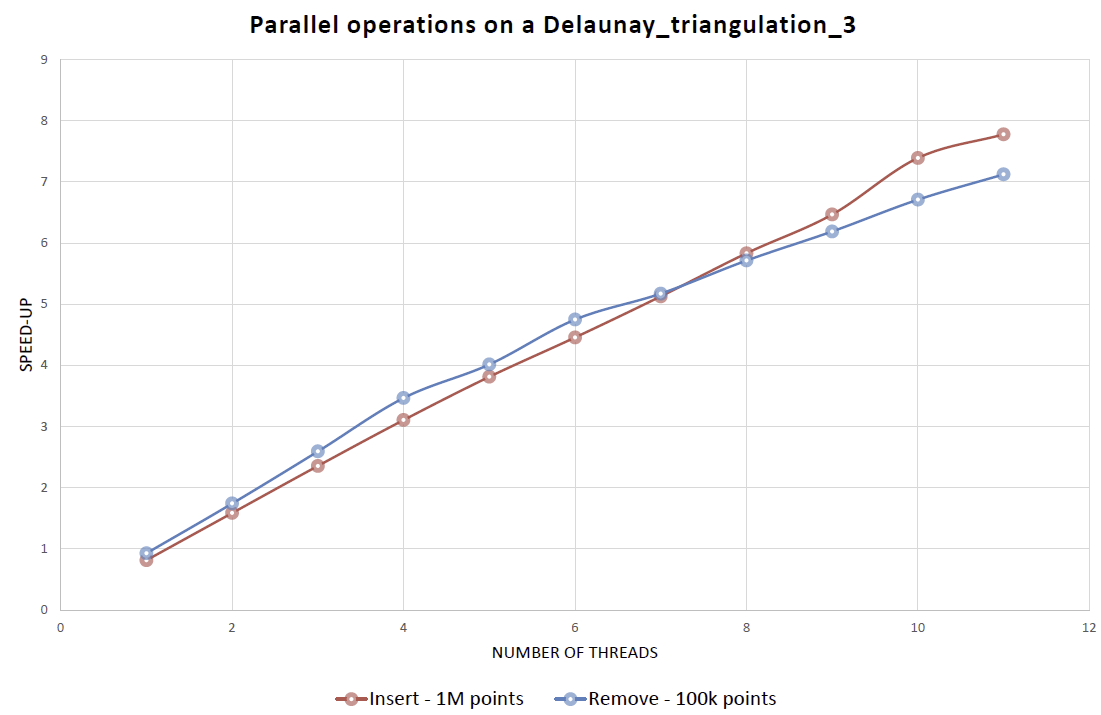 Parallel operations on a Delaunay_triangulation_3
9
8
7
6
5
4
3
2
1
0
SPEED-UP
0 2 4 6 8 10 12
NUMBER OF THREADS
Insert - 1M points Remove - 100k points